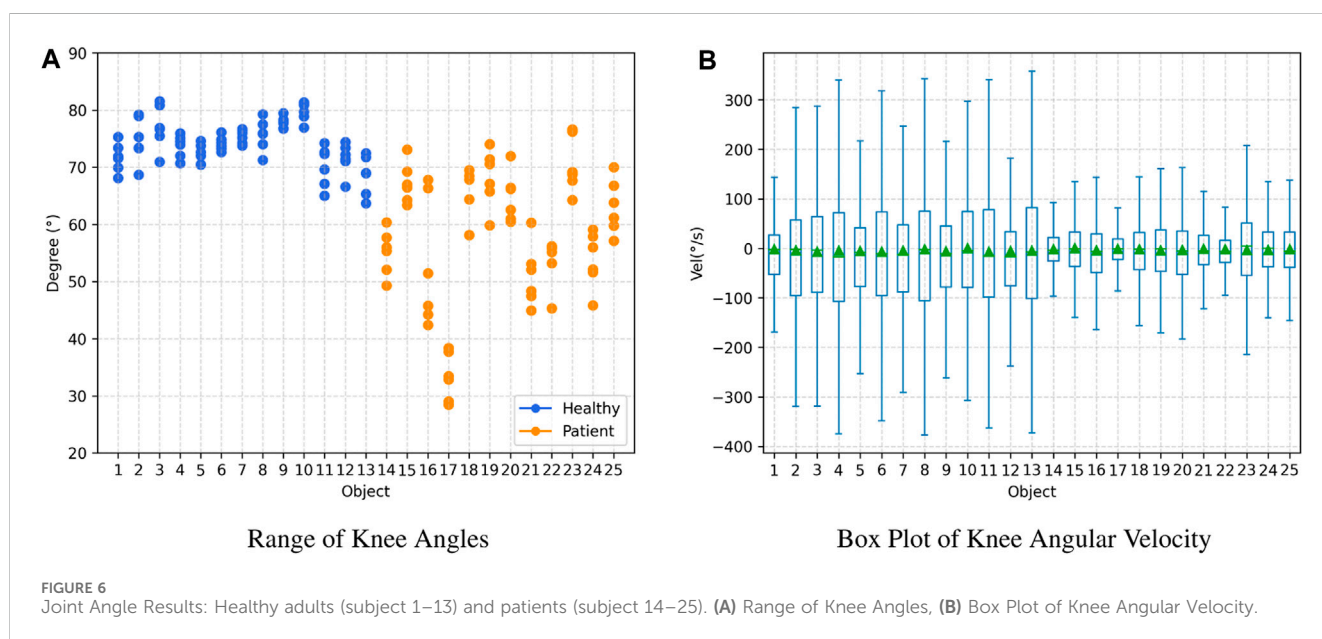 A
90
80
70
60
50
40
30
20
Degree (°)
Healthy
Patient
1 2 3 4 5 6 7 8 9 10 11 12 13 14 15 16 17 18 19 20 21 22 23 24 25
Object
Range of Knee Angles
B
300
200
100
0
−100
−200
−300
−400
Vel(°/s)
1 2 3 4 5 6 7 8 9 10 11 12 13 14 15 16 17 18 19 20 21 22 23 24 25
Object
Box Plot of Knee Angular Velocity
FIGURE 6
Joint Angle Results: Healthy adults (subject 1–13) and patients (subject 14–25). (A) Range of Knee Angles, (B) Box Plot of Knee Angular Velocity.